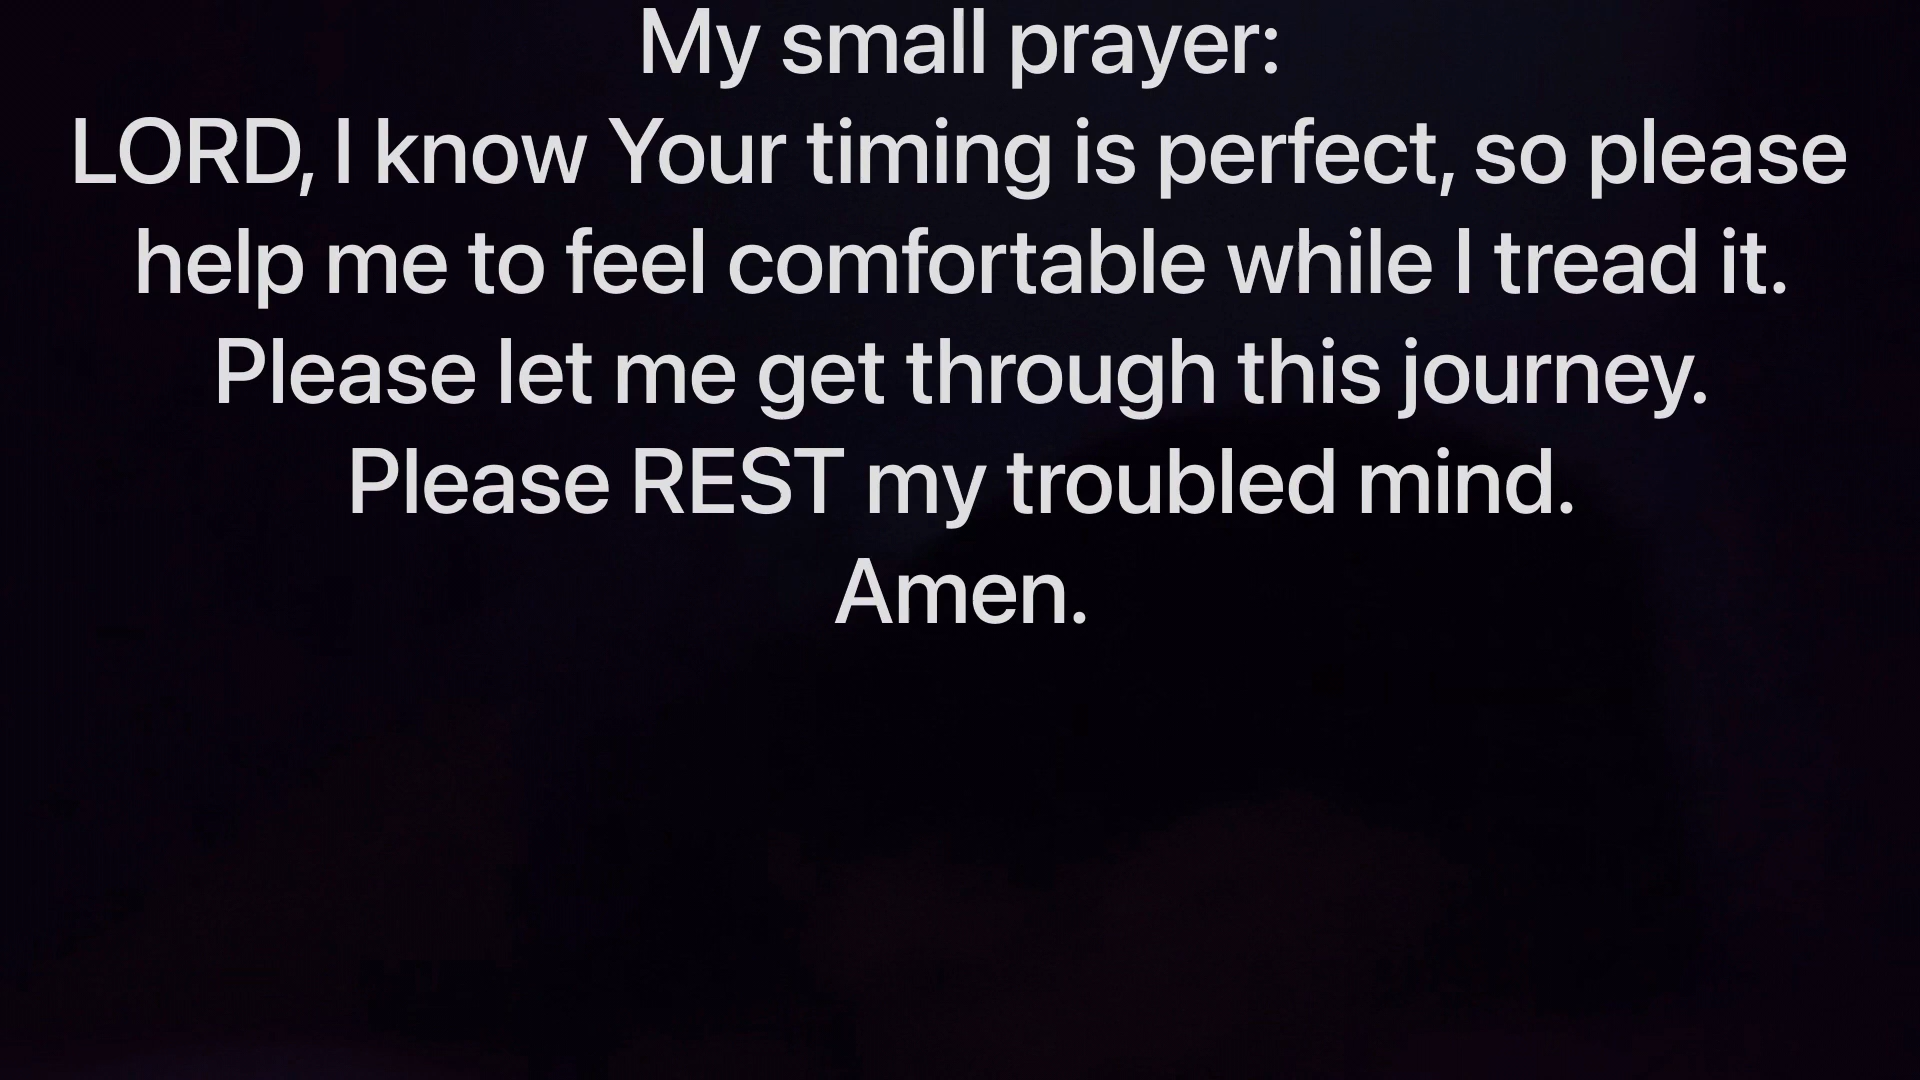 My small prayer:
LORD, I know Your timing is perfect, so please
help me to feel comfortable while I tread it.
Please let me get through this journey.
Please REST my troubled mind.
Amen.